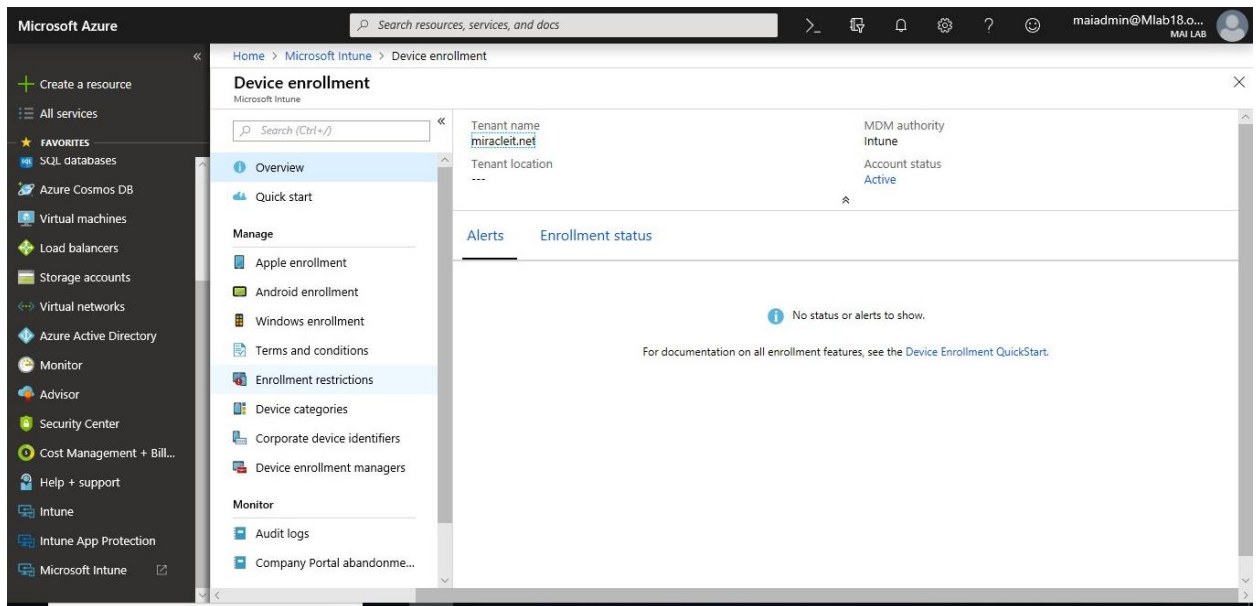 Microsoft Azure
Search resources, services, and docs
maiadmin@Mlab18.o...
MAI LAB
Create a resource
All services
FAVORITES
SQL databases
Azure Cosmos DB
Virtual machines
Load balancers
Storage accounts
Virtual networks
Azure Active Directory
Monitor
Advisor
Security Center
Cost Management + Bill...
Help + support
Intune
Intune App Protection
Microsoft Intune
Home > Microsoft Intune > Device enrollment
Device enrollment
Microsoft Intune
Search (Ctrl+/)
Overview
Quick start
Manage
Apple enrollment
Android enrollment
Windows enrollment
Terms and conditions
Enrollment restrictions
Device categories
Corporate device identifiers
Device enrollment managers
Monitor
Audit logs
Company Portal abandonme...
Tenant name
miracleit.net
Tenant location
---
MDM authority
Intune
Account status
Active
Alerts
Enrollment status
No status or alerts to show.
For documentation on all enrollment features, see the Device Enrollment QuickStart.